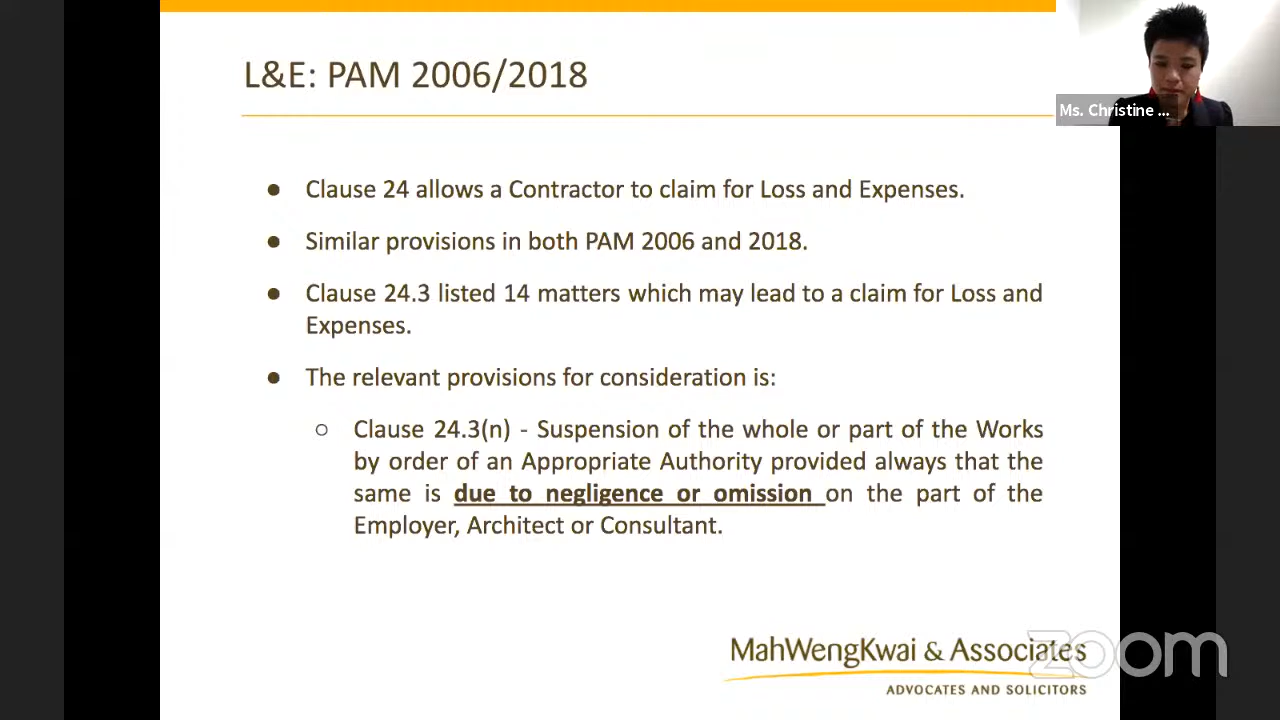 L&E: PAM 2006/2018
Ms. Christine ...
● Clause 24 allows a Contractor to claim for Loss and Expenses.
● Similar provisions in both PAM 2006 and 2018.
● Clause 24.3 listed 14 matters which may lead to a claim for Loss and
Expenses.
● The relevant provisions for consideration is:
○ Clause 24.3(n) - Suspension of the whole or part of the Works
by order of an Appropriate Authority provided always that the
same is due to negligence or omission on the part of the
Employer, Architect or Consultant.
MahWengKwai & Associates
ADVOCATES AND SOLICITORS
zoom